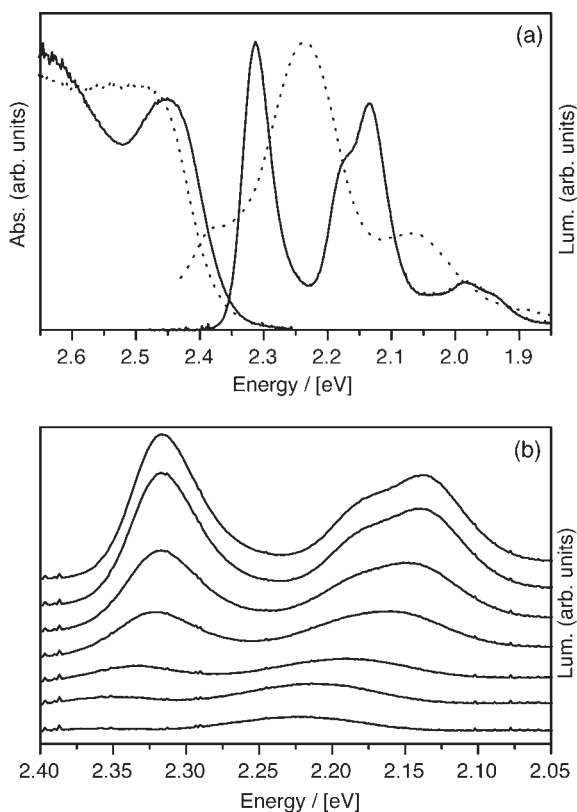 (a)
Abs. (arb. units)
Lum. (arb. units)
2.6 2.5 2.4 2.3 2.2 2.1 2.0 1.9
Energy / [eV]
(b)
Lum. (arb. units)
2.40 2.35 2.30 2.25 2.20 2.15 2.10 2.05
Energy / [eV]